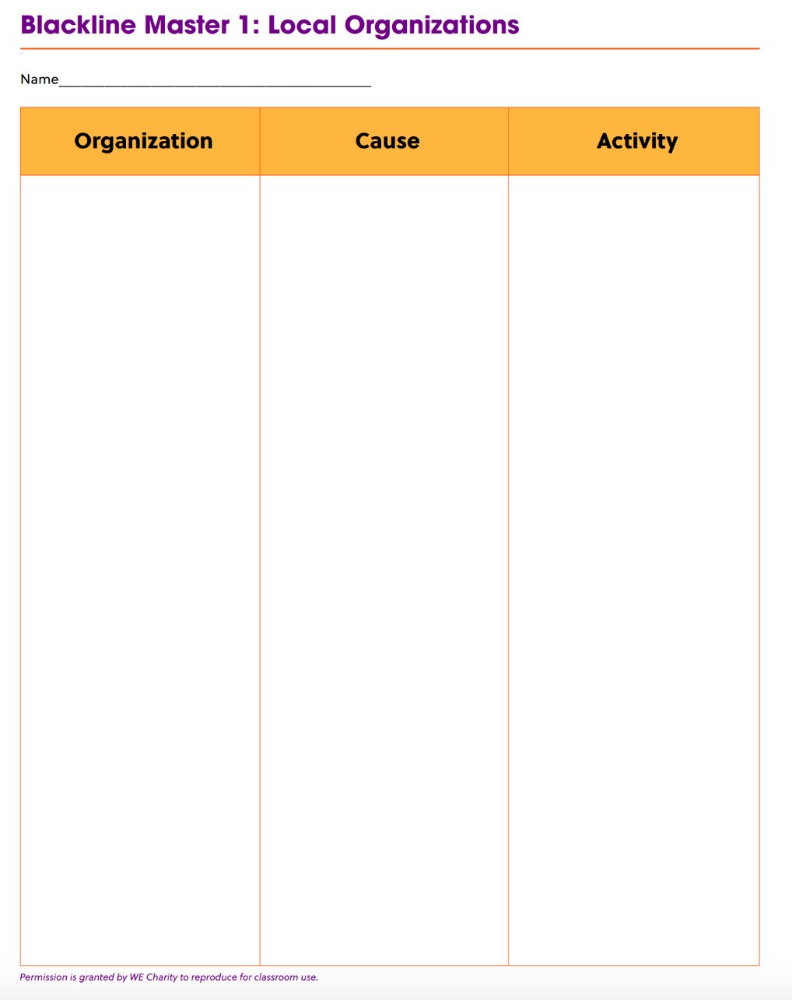 Blackline Master 1: Local Organizations
Name_________________________________________
Organization Cause Activity
Permission is granted by WE Charity to reproduce for classroom use.